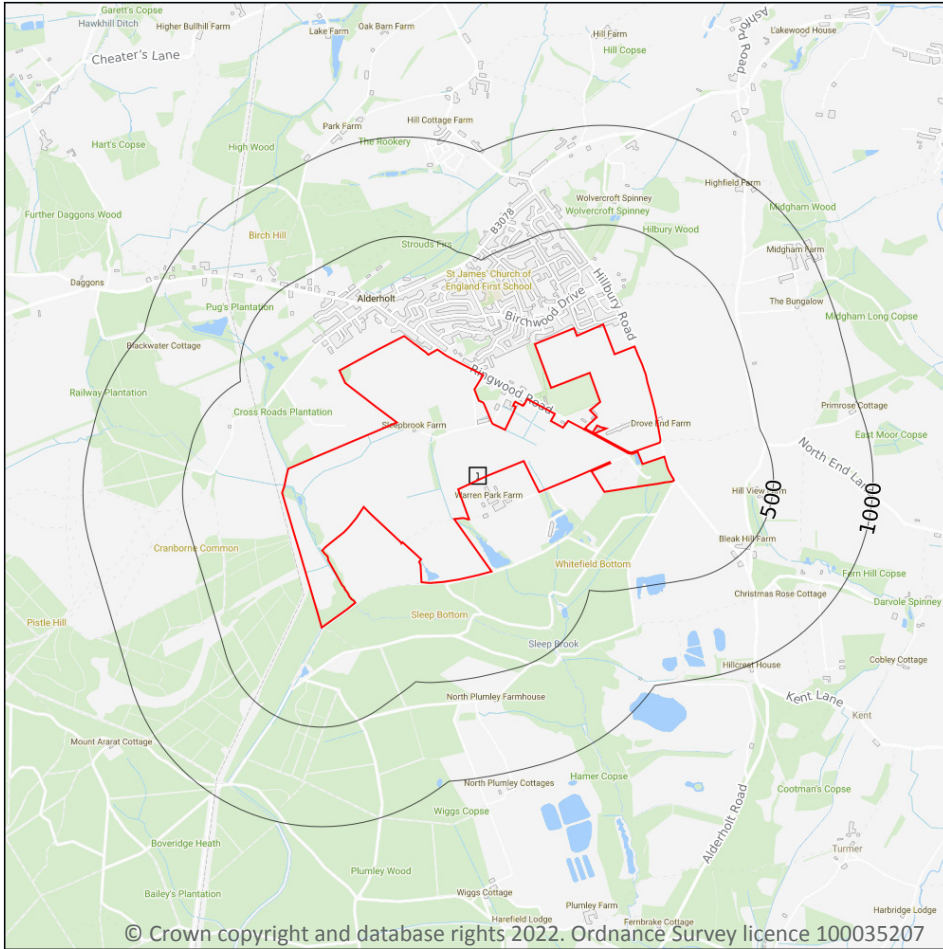 Garett's Copse
Hawkhill Ditch
Higher Bullhill Farm
Oak Barn Farm
Lake Farm
Hill Farm
Hill Copse
Ashford Road
Lakewood House
Cheater's Lane
Park Farm
Hill Cottage Farm
The Rookery
Hart's Copse
High Wood
Highfield Farm
Wolvercroft Spinney
Wolvercroft Spinney
Midgham Wood
Further Daggons Wood
B3078
Birch Hill
Strouds Firs
Hilbury Wood
Midgham Farm
Daggons
St James' Church of
England First School
Hillbury Road
Alderholt
Birchwood Drive
The Bungalow
Pug's Plantation
Midgham Long Copse
Blackwater Cottage
Ringwood Road
Railway Plantation
Cross Roads Plantation
Primrose Cottage
Sleepbrook Farm
Drove End Farm
East Moor Copse
North End Lane
1
Warren Park Farm
Hill View Farm
500
1000
Bleak Hill Farm
Cranborne Common
Whitefield Bottom
Fern Hill Copse
Christmas Rose Cottage
Darvole Spinney
Pistle Hill
Sleep Bottom
Sleep Brook
Hillcrest House
Cobley Cottage
North Plumley Farmhouse
Kent Lane
Kent
Mount Ararat Cottage
Hamer Copse
North Plumley Cottages
Cootman's Copse
Wiggs Copse
Alderholt Road
Boveridge Heath
Turmer
Plumley Wood
Bailey's Plantation
Wiggs Cottage
Plumley Farm
Harbridge Lodge
Harefield Lodge
Fernbrake Cottage
© Crown copyright and database rights 2022. Ordnance Survey licence 100035207